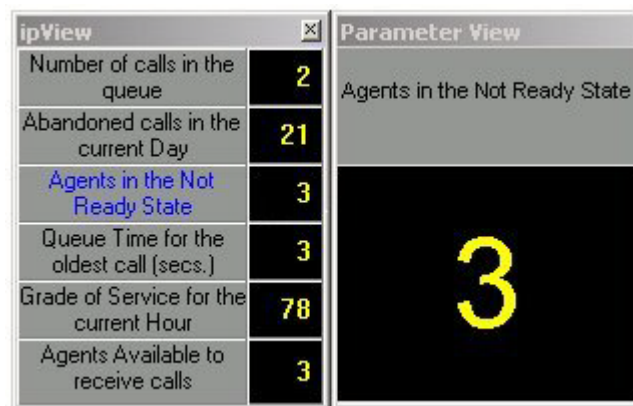 ipView
Number of calls in the
queue
2
Abandoned calls in the
current Day
21
Agents in the Not
Ready State
3
Queue Time for the
oldest call (secs.)
3
Grade of Service for the
current Hour
78
Agents Available to
receive calls
3
Parameter View
Agents in the Not Ready State
3